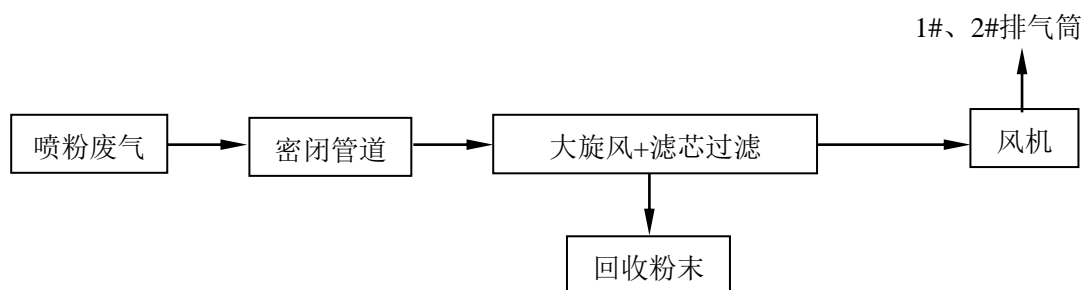 1#、2#排气筒
喷粉废气
密闭管道
大旋风+滤芯过滤
风机
回收粉末